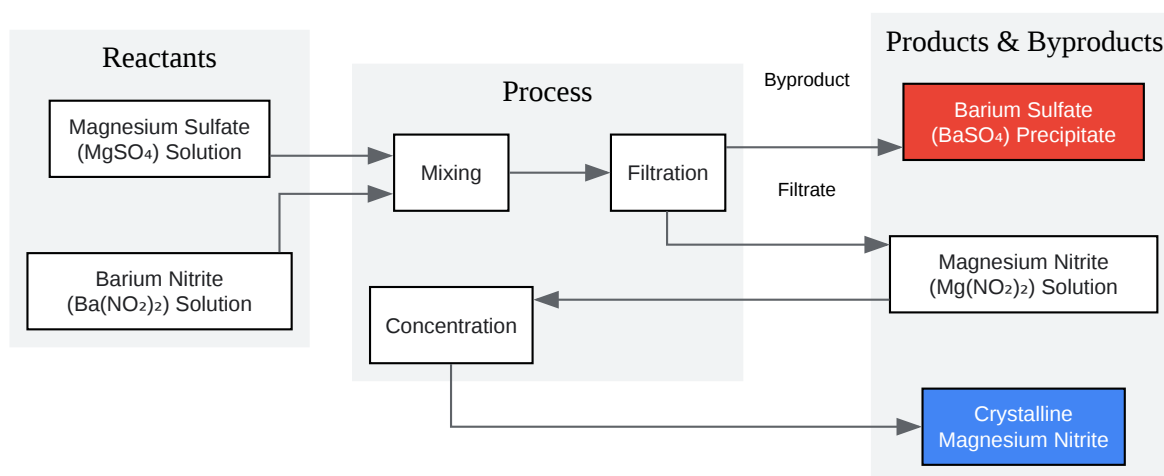 Reactants
Magnesium Sulfate
(MgSO₄) Solution
Barium Nitrite
(Ba(NO₂)₂) Solution
Process
Mixing
Filtration
Concentration
Byproduct
Filtrate
Products & Byproducts
Barium Sulfate
(BaSO₄) Precipitate
Magnesium Nitrite
(Mg(NO₂)₂) Solution
Crystalline
Magnesium Nitrite